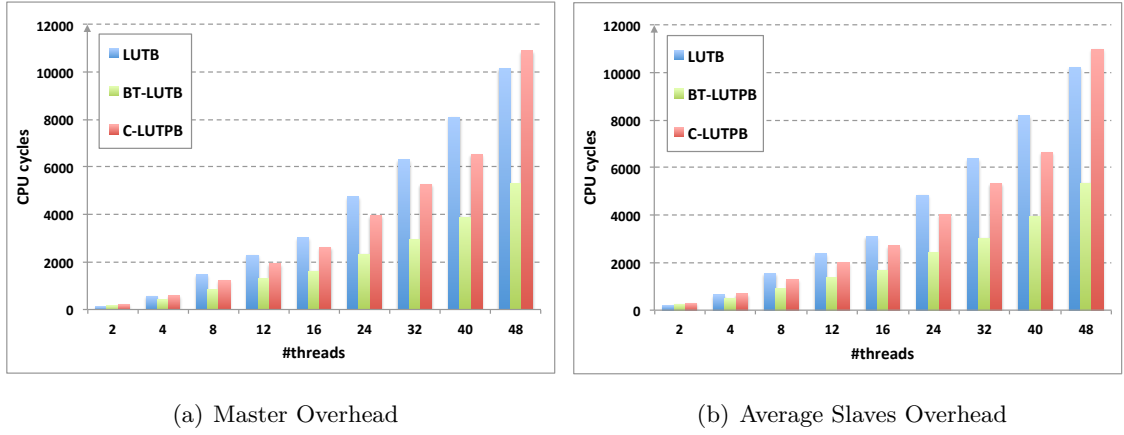 12000
10000
8000
6000
4000
2000
0
CPU cycles
LUTB
BT-LUTB
C-LUTPB
2 4 8 12 16 24 32 40 48
#threads
(a) Master Overhead
12000
10000
8000
6000
4000
2000
0
CPU cycles
LUTB
BT-LUTPB
C-LUTPB
2 4 8 12 16 24 32 40 48
#threads
(b) Average Slaves Overhead